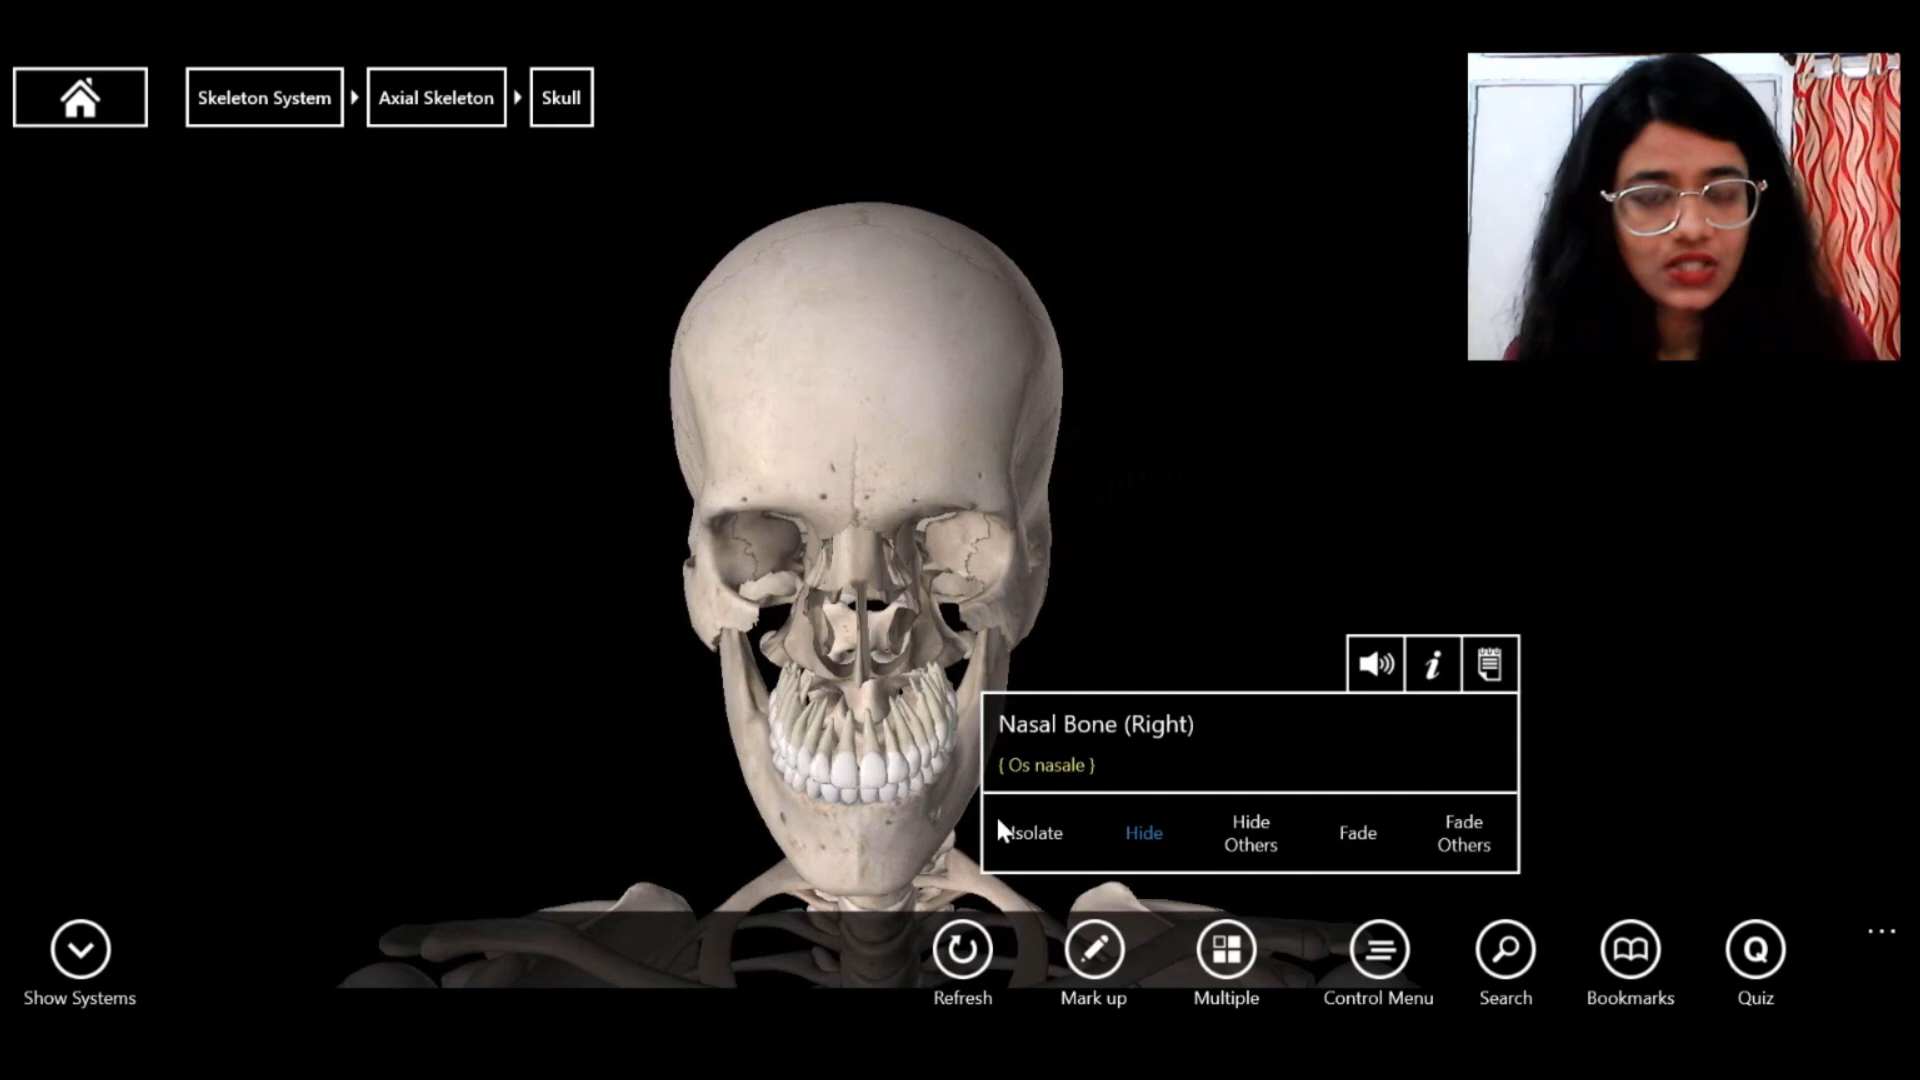 Skeleton System
Axial Skeleton
Skull
Nasal Bone (Right)
{ Os nasale }
Isolate
Hide
Hide
Others
Fade
Fade
Others
Show Systems
Refresh
Mark up
Multiple
Control Menu
Search
Bookmarks
Q
Quiz